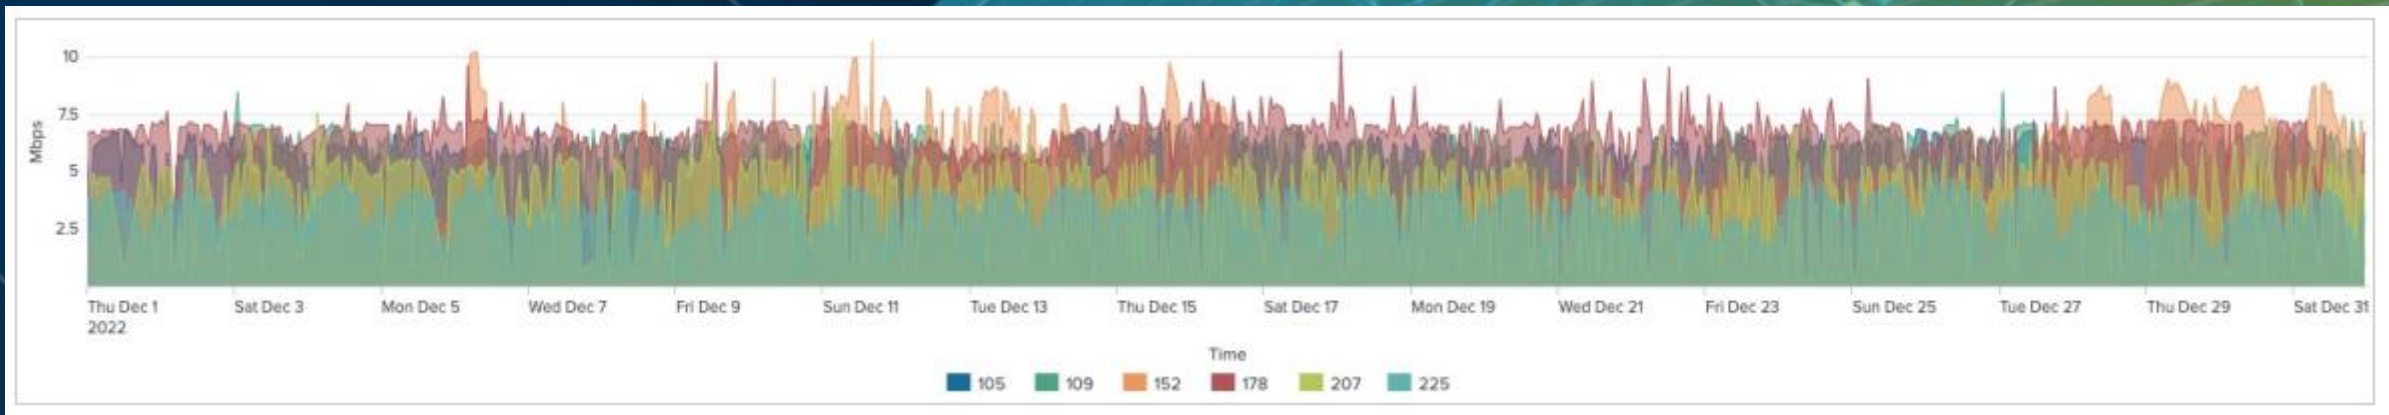 10
7.5
5
2.5
Mbps
Thu Dec 1 Sat Dec 3 Mon Dec 5 Wed Dec 7 Fri Dec 9 Sun Dec 11 Tue Dec 13 Thu Dec 15 Sat Dec 17 Mon Dec 19 Wed Dec 21 Fri Dec 23 Sun Dec 25 Tue Dec 27 Thu Dec 29 Sat Dec 31
2022
Time
105 109 152 178 207 225